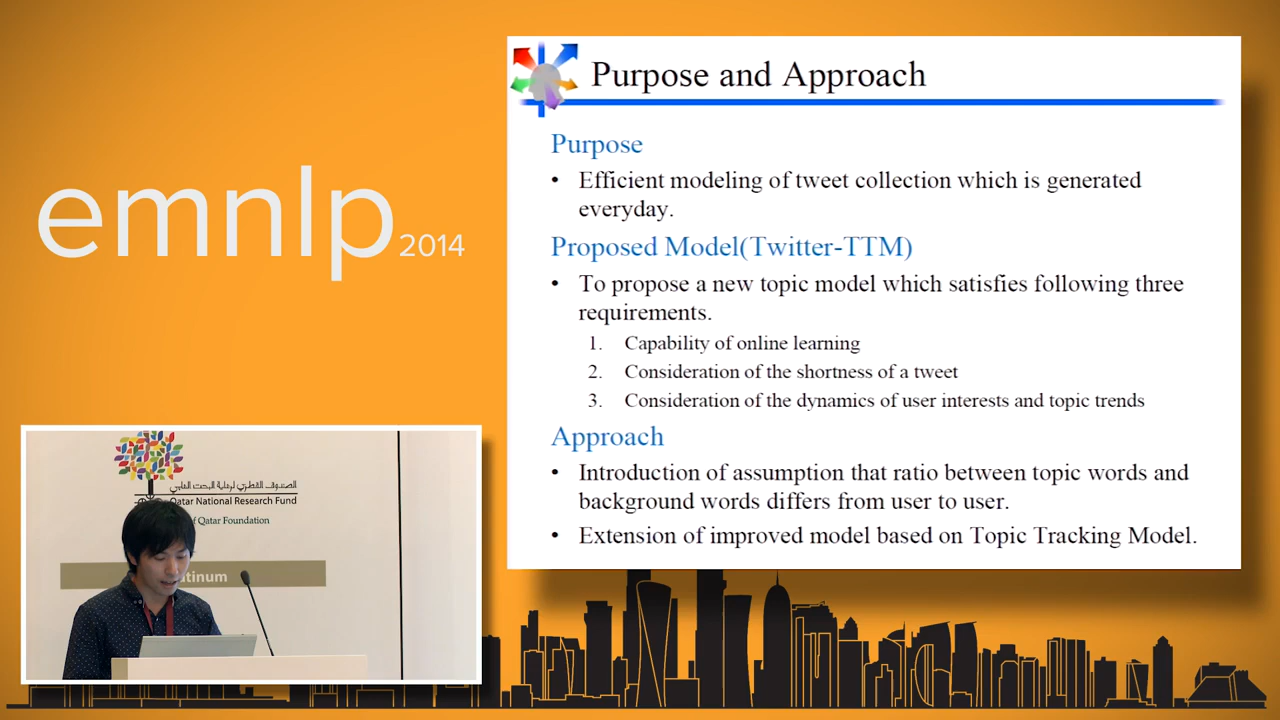 emnlp 2014
Purpose and Approach
Purpose
• Efficient modeling of tweet collection which is generated
everyday.
Proposed Model(Twitter-TTM)
• To propose a new topic model which satisfies following three
requirements.
1. Capability of online learning
2. Consideration of the shortness of a tweet
3. Consideration of the dynamics of user interests and topic trends
Approach
• Introduction of assumption that ratio between topic words and
background words differs from user to user.
• Extension of improved model based on Topic Tracking Model.
الصندوق القطري لرعاية البحث العلمي
Qatar National Research Fund
of Qatar Foundation
tinum